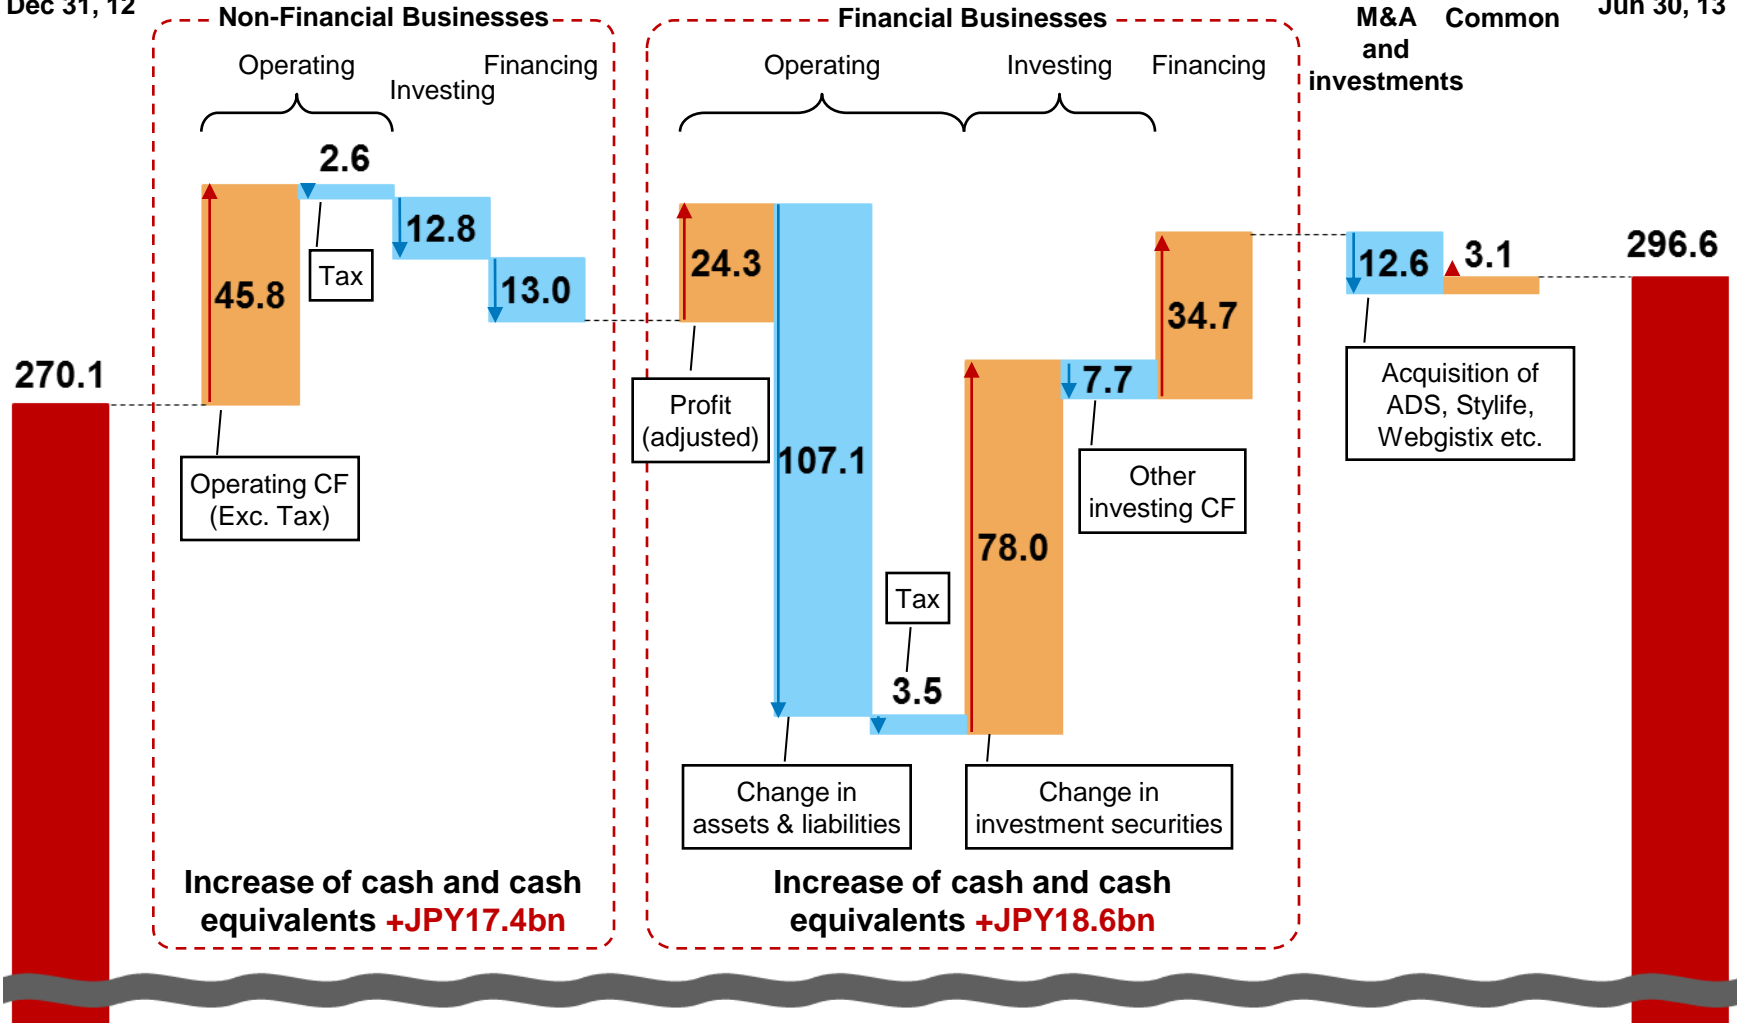 Dec 31, 12
Non-Financial Businesses
Financial Businesses
M&A
and
investments
Common
Jun 30, 13
Operating
Investing
Financing
Operating
Investing
Financing
2.6
12.8
13.0
45.8
Tax
270.1
Operating CF
(Exc. Tax)
24.3
107.1
Profit
(adjusted)
Tax
3.5
78.0
7.7
34.7
Other
investing CF
Change in
assets & liabilities
Change in
investment securities
12.6
3.1
296.6
Acquisition of
ADS, Stylife,
Webgistix etc.
Increase of cash and cash
equivalents +JPY17.4bn
Increase of cash and cash
equivalents +JPY18.6bn